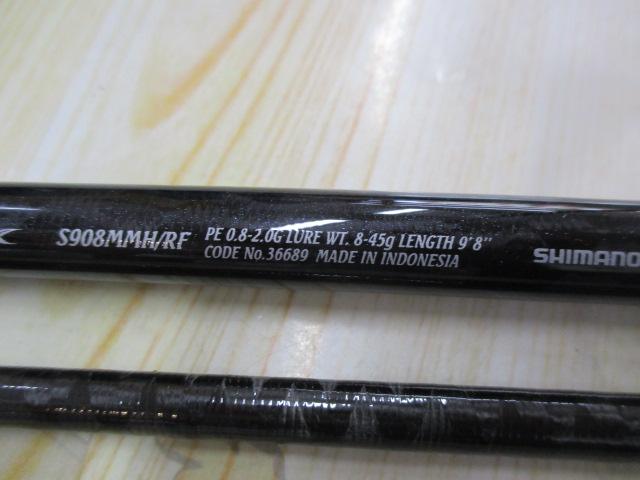 S908MMH/RF PE 0.8-2.0G LURE WT. 8-45g LENGTH 9'8"
CODE No.36689 MADE IN INDONESIA
SHIMANO